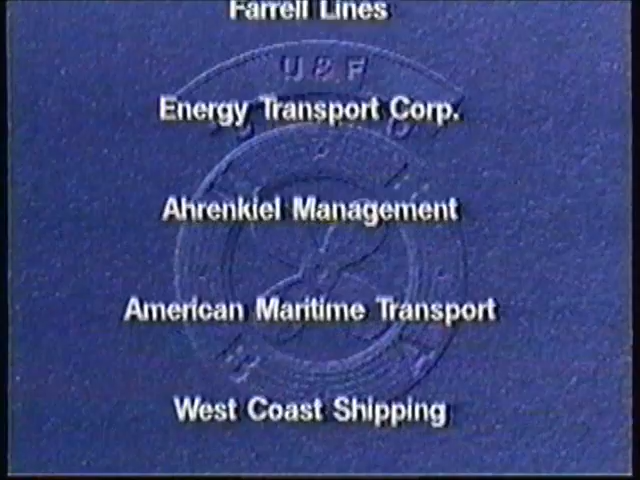 Farrell Lines
U & F
Energy Transport Corp.
Ahrenkiel Management
American Maritime Transport
West Coast Shipping